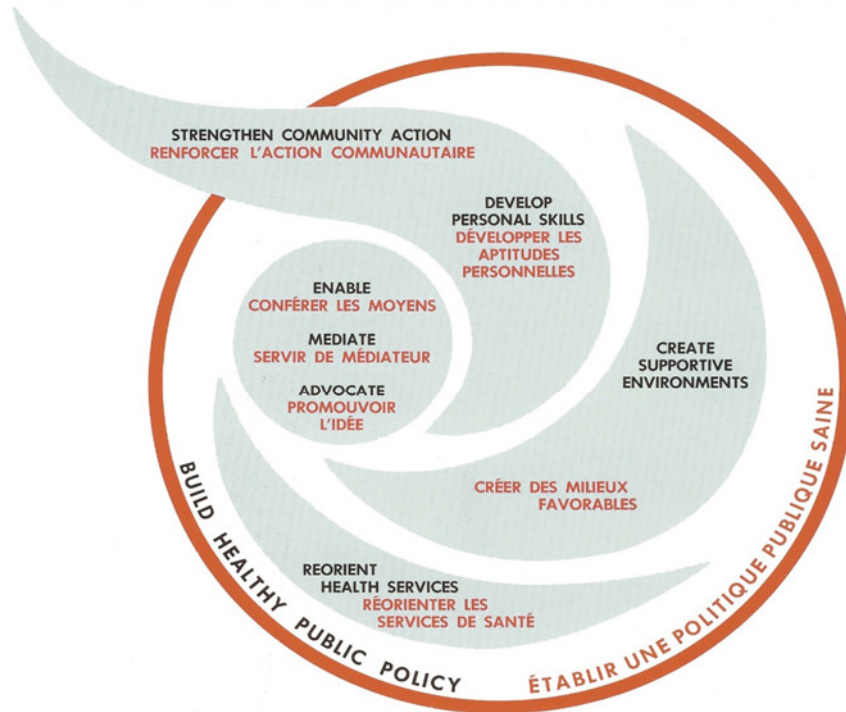 STRENGTHEN COMMUNITY ACTION
RENFORCER L'ACTION COMMUNAUTAIRE
DEVELOP
PERSONAL SKILLS
DÉVELOPPER LES
APTITUDES
PERSONNELLES
ENABLE
CONFÉRER LES MOYENS
MEDIATE
SERVIR DE MÉDIATEUR
ADVOCATE
PROMOUVOIR
L'IDÉE
CREATE
SUPPORTIVE
ENVIRONMENTS
CRÉER DES MILIEUX
FAVORABLES
REORIENT
HEALTH SERVICES
RÉORIENTER LES
SERVICES DE SANTÉ
BUILD HEALTHY PUBLIC POLICY
ÉTABLIR UNE POLITIQUE PUBLIQUE SAINE